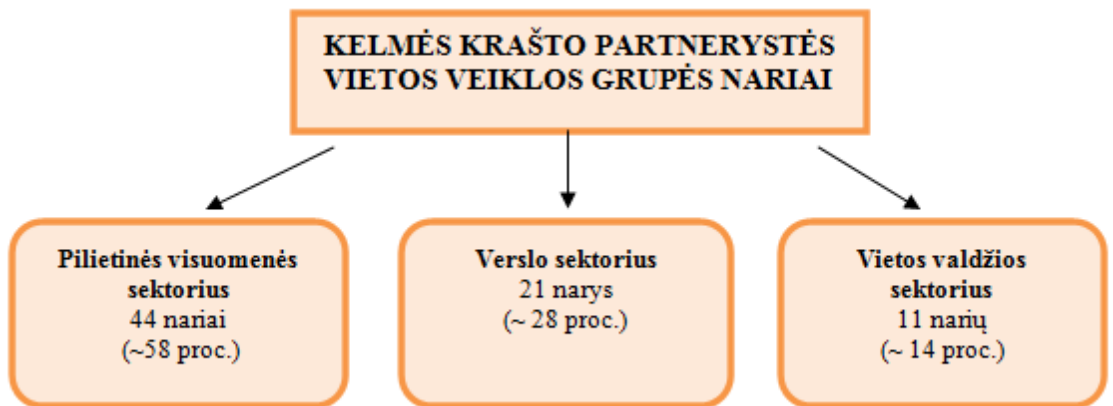 KELMĖS KRAŠTO PARTNERYSTĖS
VIETOS VEIKLOS GRUPĖS NARIAI
Pilietinės visuomenės
sektorius
44 nariai
(~58 proc.)
Verslo sektorius
21 narys
(~ 28 proc.)
Vietos valdžios
sektorius
11 narių
(~ 14 proc.)